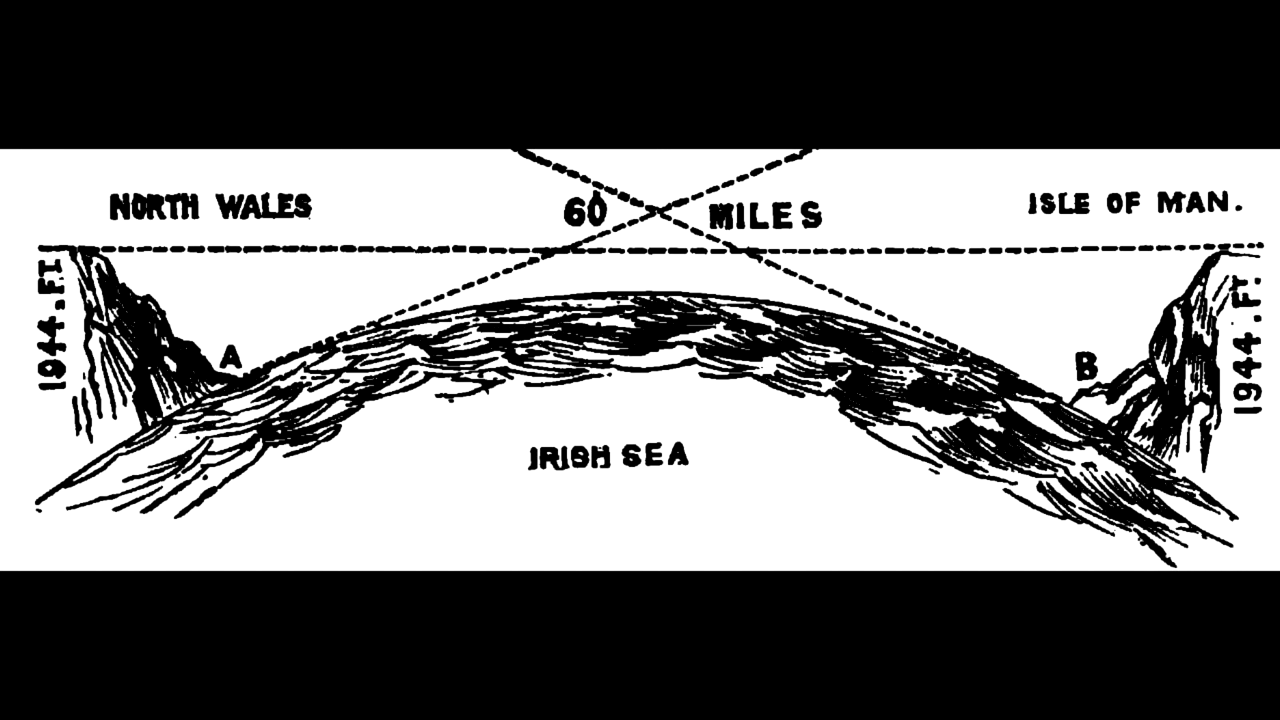 NORTH WALES
60 MILES
ISLE OF MAN.
1944.FT
A
B
1944.FT.
IRISH SEA